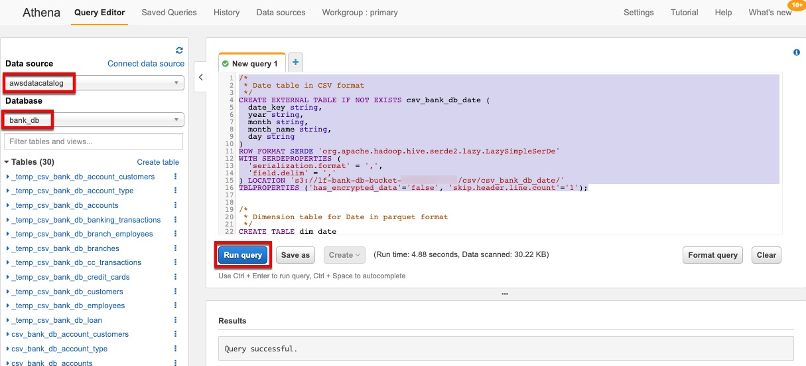 Athena
Query Editor
Saved Queries
History
Data sources
Workgroup : primary
Settings
Tutorial
Help
What's new
10+
Data source
Connect data source
awsdatacatalog
Database
bank_db
Filter tables and views...
Tables (30)
Create table
_temp_csv_bank_db_account_customers
_temp_csv_bank_db_account_type
_temp_csv_bank_db_accounts
_temp_csv_bank_db_banking_transactions
_temp_csv_bank_db_branch_employees
_temp_csv_bank_db_branches
_temp_csv_bank_db_cc_transactions
_temp_csv_bank_db_credit_cards
_temp_csv_bank_db_customers
_temp_csv_bank_db_employees
_temp_csv_bank_db_loan
csv_bank_db_account_customers
csv_bank_db_account_type
csv_bank_db_accounts
New query 1
1 /*
2 * Date table in CSV format
3 */
4 CREATE EXTERNAL TABLE IF NOT EXISTS csv_bank_db_date (
5 date_key string,
6 year string,
7 month string,
8 month_name string,
9 day string
10 )
11 ROW FORMAT SERDE 'org.apache.hadoop.hive.serde2.lazy.LazySimpleSerDe'
12 WITH SERDEPROPERTIES (
13 'serialization.format' = ',',
14 'field.delim' = ','
15 ) LOCATION 's3://lf-bank-db-bucket- /csv/csv_bank_db_date/'
16 TBLPROPERTIES ('has_encrypted_data'='false', 'skip.header.line.count'='1');
17
18
19 /*
20 * Dimension table for Date in parquet format
21 */
22 CREATE TABLE dim_date
Run query
Save as
Create
(Run time: 4.88 seconds, Data scanned: 30.22 KB)
Format query
Clear
Use Ctrl + Enter to run query, Ctrl + Space to autocomplete
Results
Query successful.